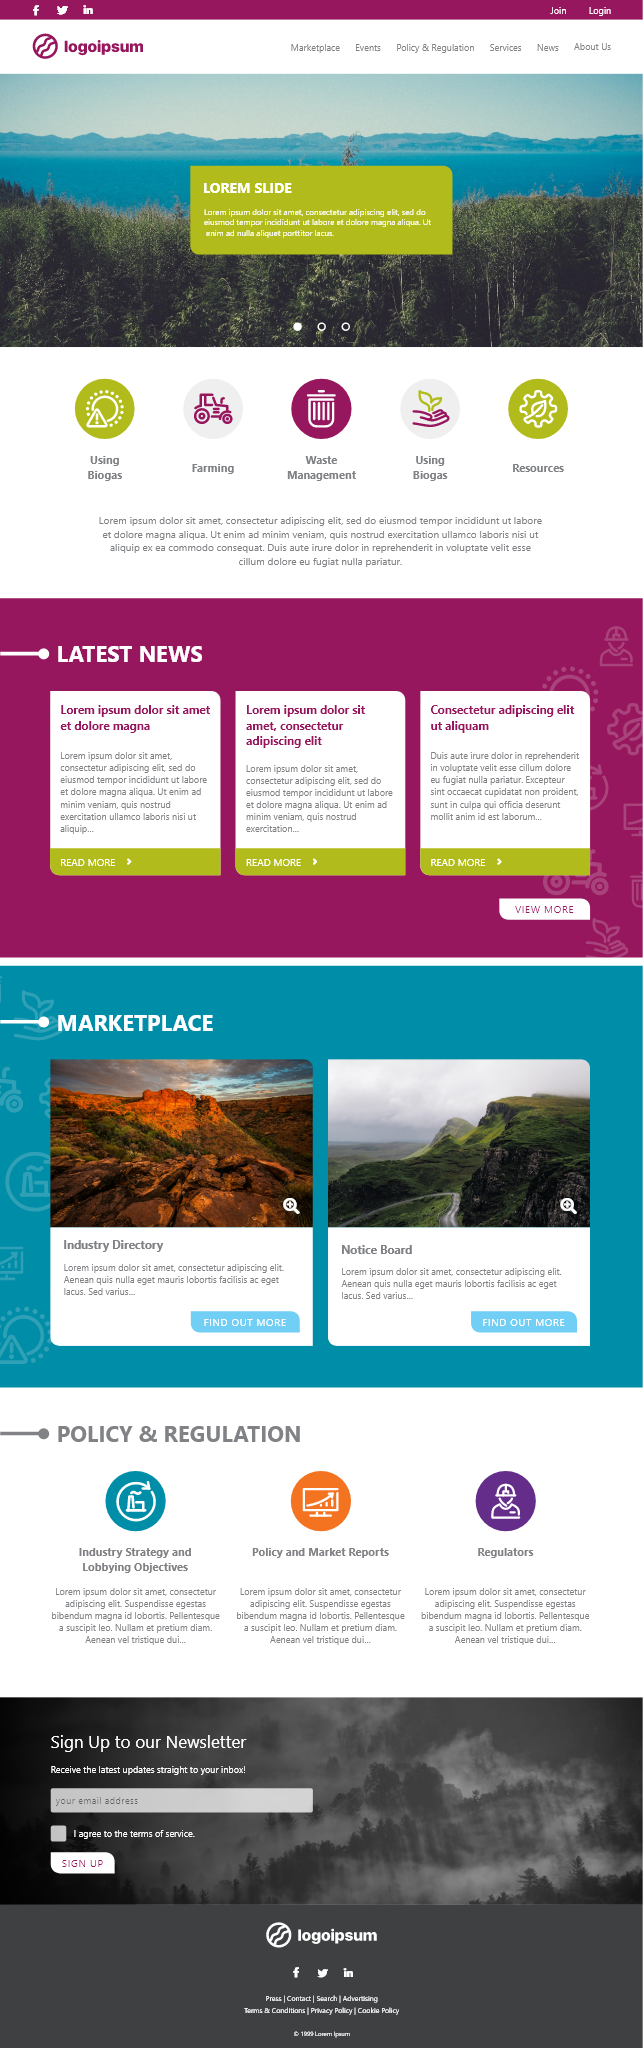 Join Login
logoipsum
Marketplace Events Policy & Regulation Services News About Us
LOREM SLIDE
Lorem ipsum dolor sit amet, consectetur adipiscing elit, sed do
eiusmod tempor incididunt ut labore et dolore magna aliqua. Ut
enim ad nulla aliquet porttitor lacus.
Using
Biogas
Farming
Waste
Management
Using
Biogas
Resources
Lorem ipsum dolor sit amet, consectetur adipiscing elit, sed do eiusmod tempor incididunt ut labore
et dolore magna aliqua. Ut enim ad minim veniam, quis nostrud exercitation ullamco laboris nisi ut
aliquip ex ea commodo consequat. Duis aute irure dolor in reprehenderit in voluptate velit esse
cillum dolore eu fugiat nulla pariatur.
LATEST NEWS
Lorem ipsum dolor sit amet
et dolore magna
Lorem ipsum dolor sit amet,
consectetur adipiscing elit, sed do
eiusmod tempor incididunt ut labore
et dolore magna aliqua. Ut enim ad
minim veniam, quis nostrud
exercitation ullamco laboris nisi ut
aliquip...
READ MORE
Lorem ipsum dolor sit
amet, consectetur
adipiscing elit
Lorem ipsum dolor sit amet,
consectetur adipiscing elit, sed do
eiusmod tempor incididunt ut labore
et dolore magna aliqua. Ut enim ad
minim veniam, quis nostrud
exercitation...
READ MORE
Consectetur adipiscing elit
ut aliquam
Duis aute irure dolor in reprehenderit
in voluptate velit esse cillum dolore
eu fugiat nulla pariatur. Excepteur
sint occaecat cupidatat non proident,
sunt in culpa qui officia deserunt
mollit anim id est laborum...
READ MORE
VIEW MORE
MARKETPLACE
Industry Directory
Lorem ipsum dolor sit amet, consectetur adipiscing elit.
Aenean quis nulla eget mauris lobortis facilisis ac eget
lacus. Sed varius...
FIND OUT MORE
Notice Board
Lorem ipsum dolor sit amet, consectetur adipiscing elit.
Aenean quis nulla eget mauris lobortis facilisis ac eget
lacus. Sed varius...
FIND OUT MORE
POLICY & REGULATION
Industry Strategy and
Lobbying Objectives
Lorem ipsum dolor sit amet, consectetur
adipiscing elit. Suspendisse egestas
bibendum magna id lobortis. Pellentesque
a suscipit leo. Nullam et pretium diam.
Aenean vel tristique dui...
Policy and Market Reports
Lorem ipsum dolor sit amet, consectetur
adipiscing elit. Suspendisse egestas
bibendum magna id lobortis. Pellentesque
a suscipit leo. Nullam et pretium diam.
Aenean vel tristique dui...
Regulators
Lorem ipsum dolor sit amet, consectetur
adipiscing elit. Suspendisse egestas
bibendum magna id lobortis. Pellentesque
a suscipit leo. Nullam et pretium diam.
Aenean vel tristique dui...
Sign Up to our Newsletter
Receive the latest updates straight to your inbox!
your email address
I agree to the terms of service.
SIGN UP
logoipsum
Press | Contact | Search | Advertising
Terms & Conditions | Privacy Policy | Cookie Policy
© 1999 Lorem Ipsum